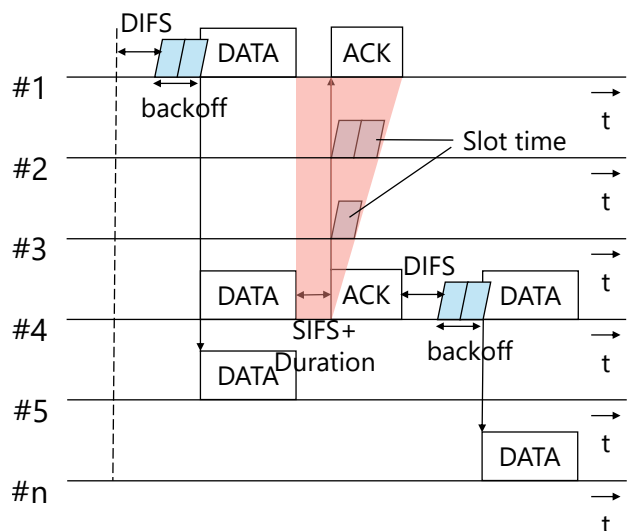 DIFS
DATA
ACK
#1
backoff
t
Slot time
#2
t
#3
DIFS
t
DATA
ACK
DATA
#4
SIFS+
Duration
backoff
t
DATA
#5
t
DATA
#n
t